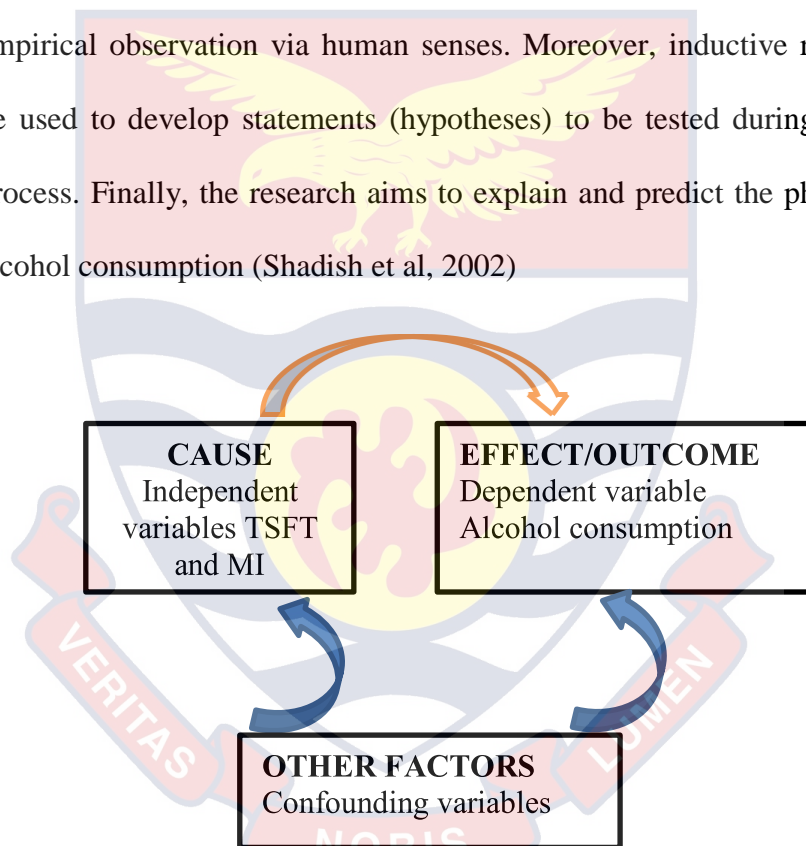 mpirical observation via human senses. Moreover, inductive r
e used to develop statements (hypotheses) to be tested during
rocess. Finally, the research aims to explain and predict the ph
lcohol consumption (Shadish et al, 2002)
CAUSE
Independent
variables TSFT
and MI
EFFECT/OUTCOME
Dependent variable
Alcohol consumption
VERITAS
LUMEN
OTHER FACTORS
Confounding variables
NOBIS